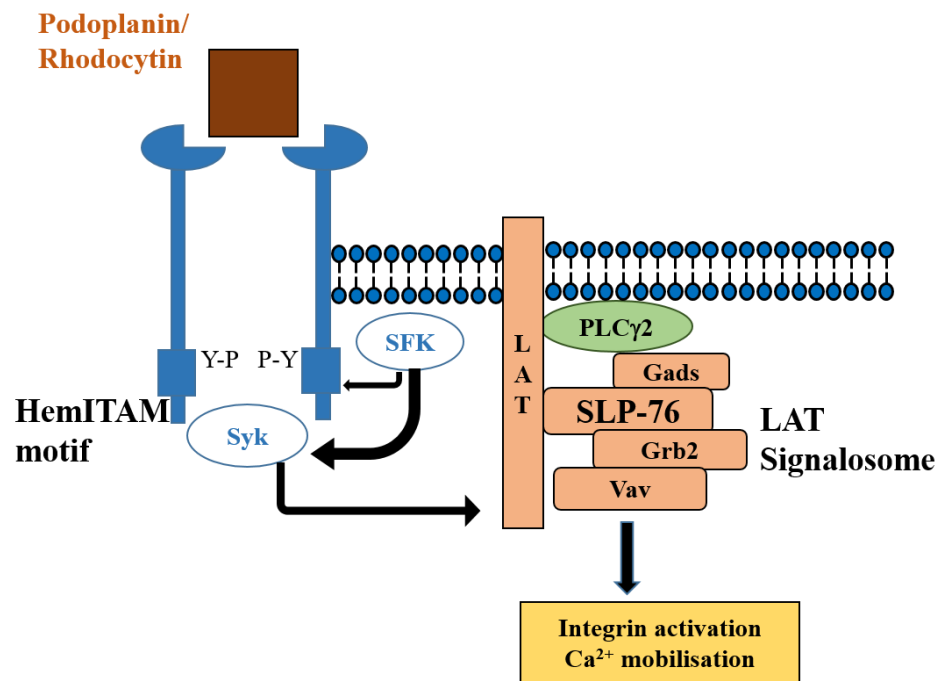 Podoplanin/
Rhodocytin
SFK
PLCγ2
L
A
T
Y-P P-Y
Gads
SLP-76
HemITAM
motif
Syk
Grb2
LAT
Signalosome
Vav
Integrin activation
Ca²⁺ mobilisation